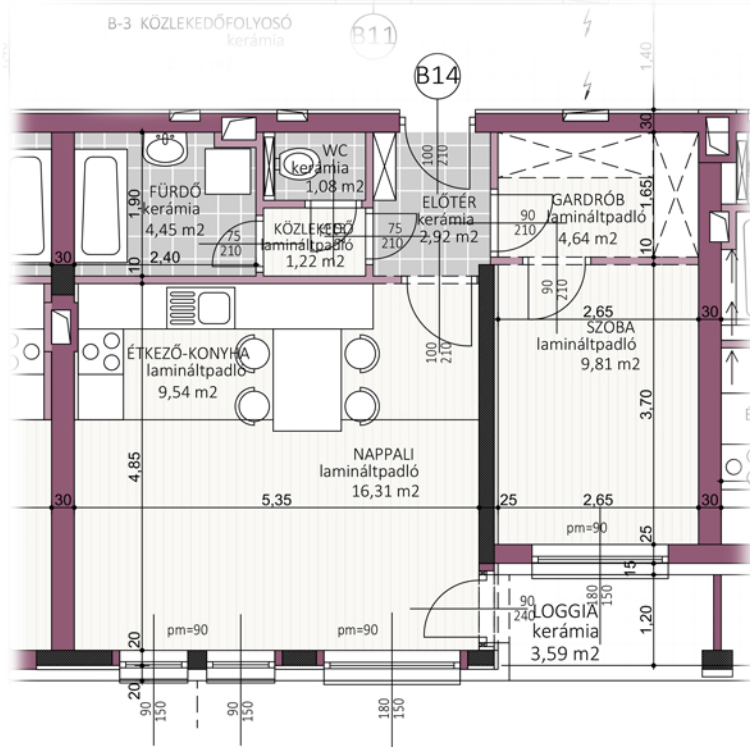 B-3 KÖZLEKEDŐFOLYOSÓ
kerámia
B11
B14
1,40
30
100
210
WC
kerámia
1,08 m2
FÜRDŐ
kerámia
4,45 m2
1,90
ELŐTÉR
kerámia
2,92 m2
GARDRÓB
lamináltpadló
4,64 m2
1,65
KÖZLEKEDŐ
lamináltpadló
1,22 m2
75
210
75
210
90
210
30
2,40
10
10
90
210
2,65
30
SZOBA
lamináltpadló
9,81 m2
100
210
ÉTKEZŐ-KONYHA
lamináltpadló
9,54 m2
3,70
4,85
NAPPALI
lamináltpadló
16,31 m2
30
5,35
25
2,65
30
pm=90
25
15
90
240
180
150
LOGGIA
kerámia
3,59 m2
1,20
pm=90
pm=90
20
20
90
150
90
150
180
150